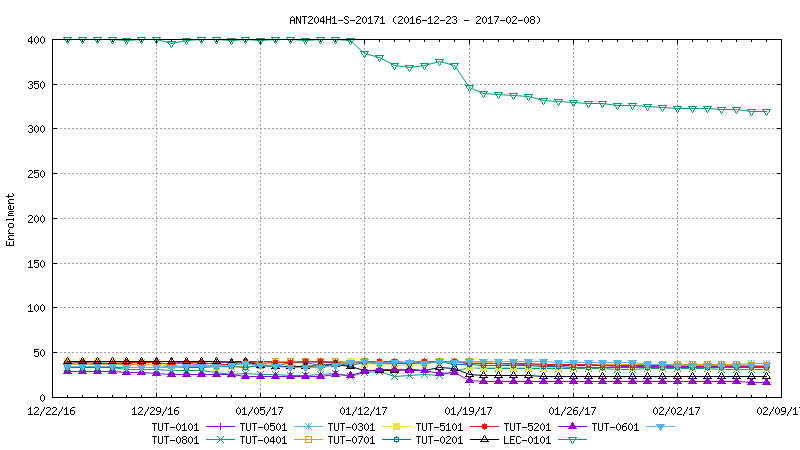 ANT204H1-S-20171 (2016-12-23 - 2017-02-08)
400
350
300
250
200
150
100
50
0
Enrolment
12/22/16 12/29/16 01/05/17 01/12/17 01/19/17 01/26/17 02/02/17 02/09/17
TUT-0101 TUT-0501 TUT-0301 TUT-5101 TUT-5201 TUT-0601
TUT-0801 TUT-0401 TUT-0701 TUT-0201 LEC-0101